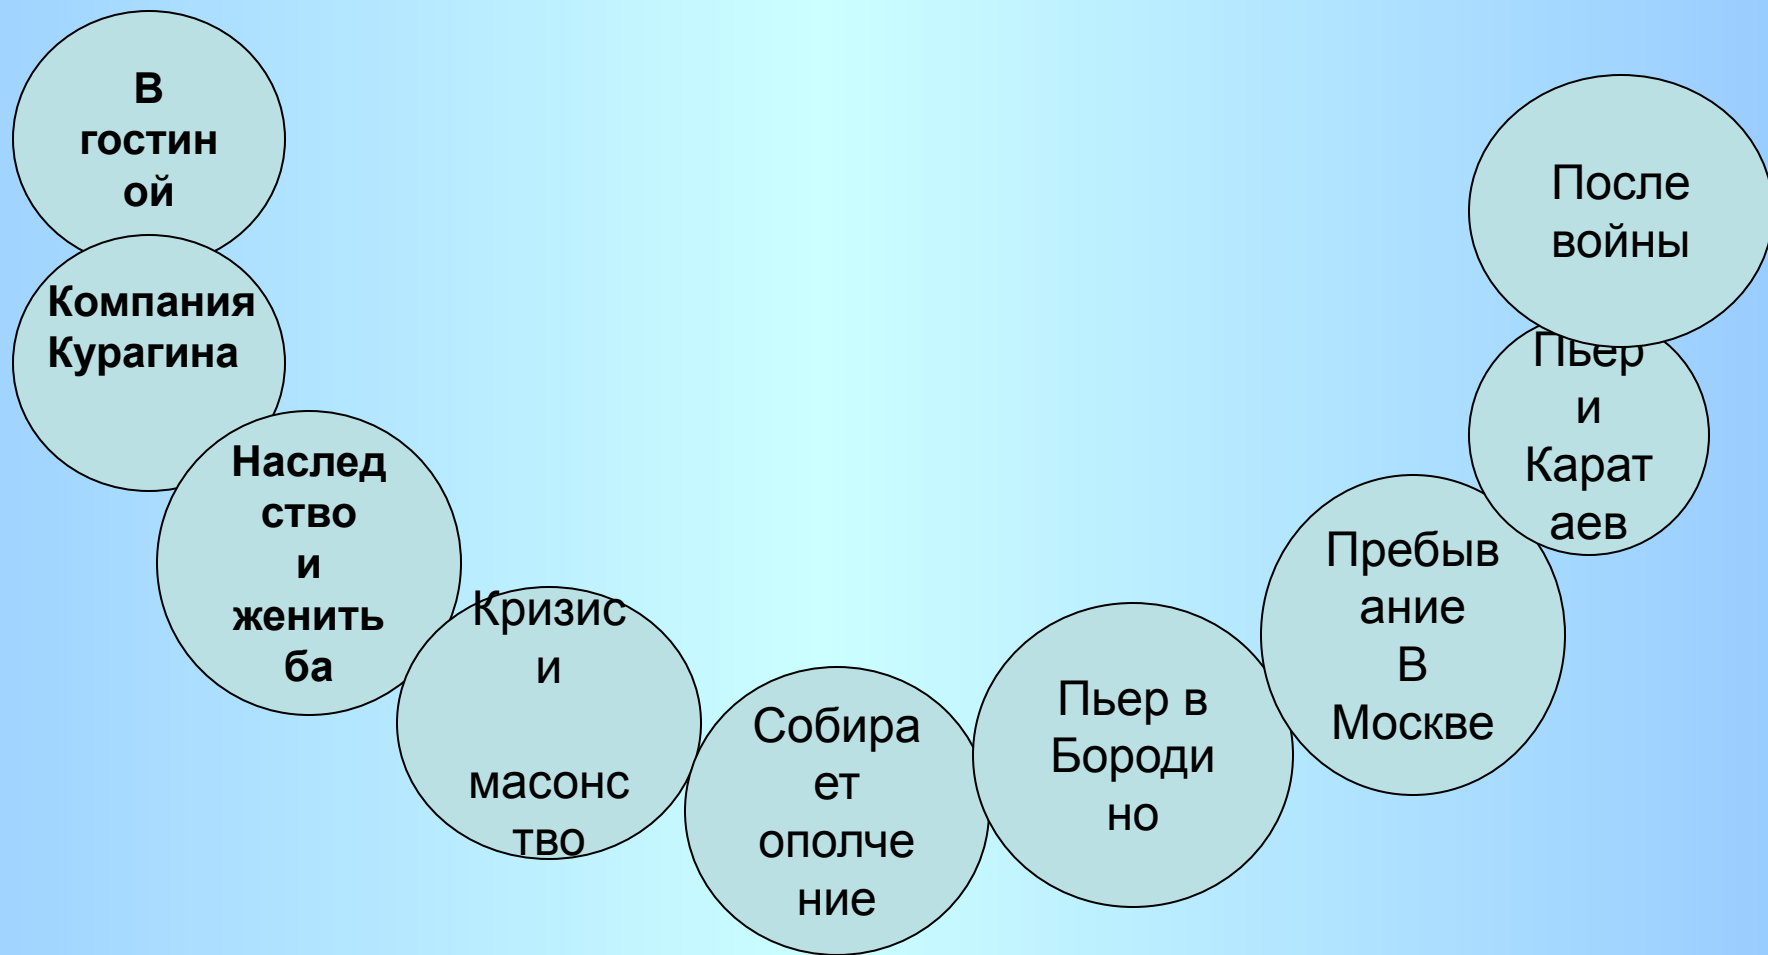 В
гостин
ой
Компания
Курагина
Наслед
ство
и
женить
ба
Кризис
и
масонс
тво
Собира
ет
ополче
ние
Пьер в
Бороди
но
Пребыв
ание
В
Москве
Пьер
и
Карат
аев
После
войны